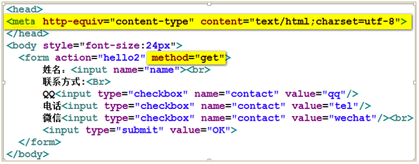 <head>
<meta http-equiv="content-type" content="text/html;charset=utf-8">
</head>
<body style="font-size:24px">
<form action="hello2" method="get">
姓名：<input name="name"><br>
联系方式:<Br>
QQ<input type="checkbox" name="contact" value="qq"/>
电话<input type="checkbox" name="contact" value="tel"/>
微信<input type="checkbox" name="contact" value="wechat"/><br>
<input type="submit" value="OK">
</form>
</body>